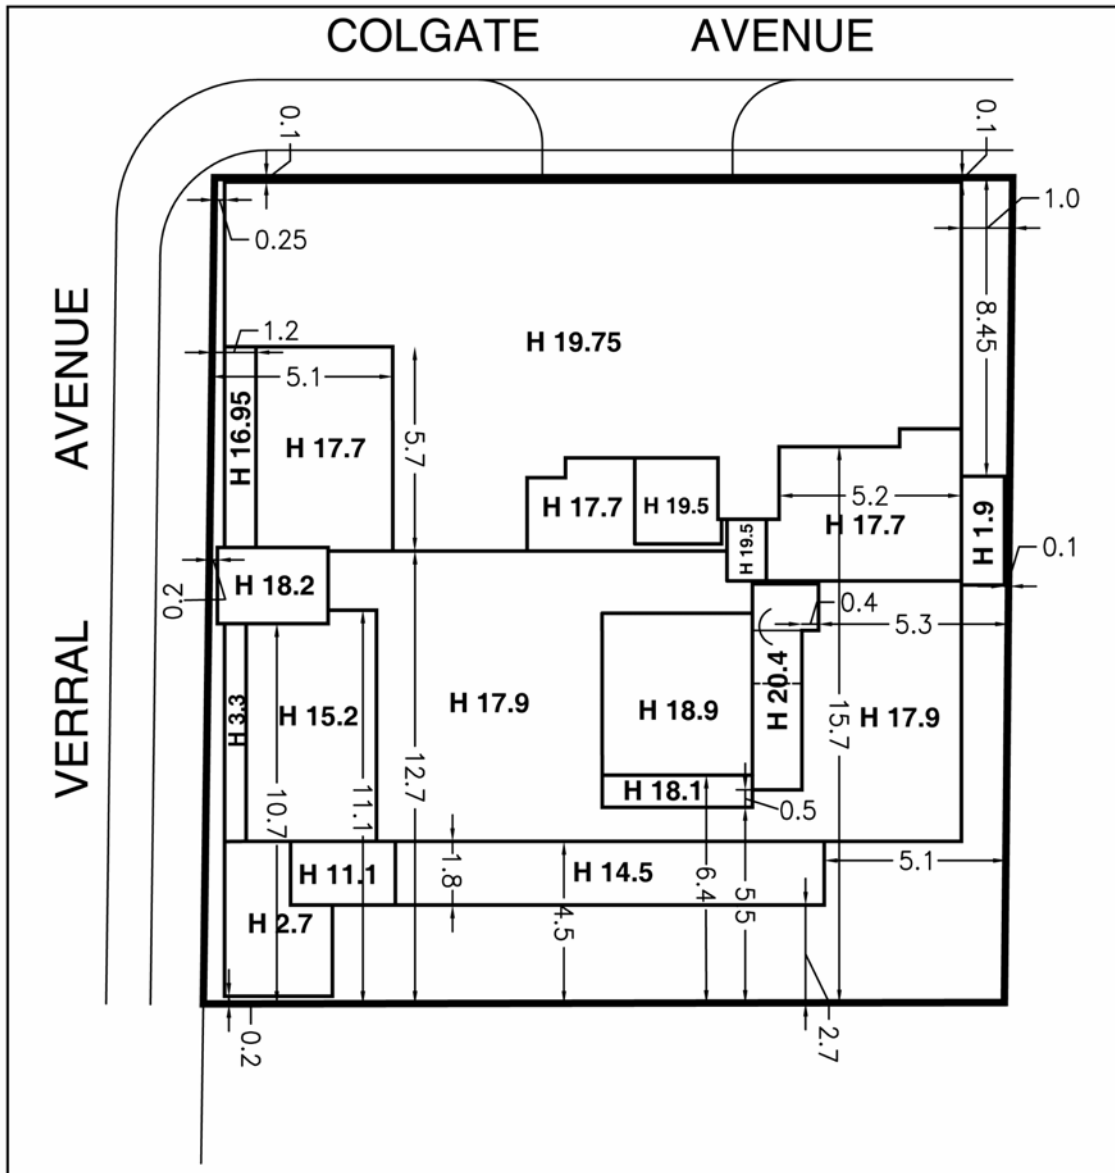 COLGATE AVENUE
0.1
0.1
1.0
0.25
8.45
VERRAL AVENUE
1.2
H 19.75
5.1
H 16.95
H 17.7
5.7
H 17.7
H 19.5
5.2
H 17.7
H 19.5
H 1.9
0.1
H 18.2
0.2
0.4
5.3
H 3.3
H 15.2
H 17.9
H 18.9
H 20.4
15.7
H 17.9
12.7
H 18.1
0.5
10.7
11.1
H 11.1
1.8
H 14.5
5.1
6.4
5.5
4.5
H 2.7
0.2
2.7